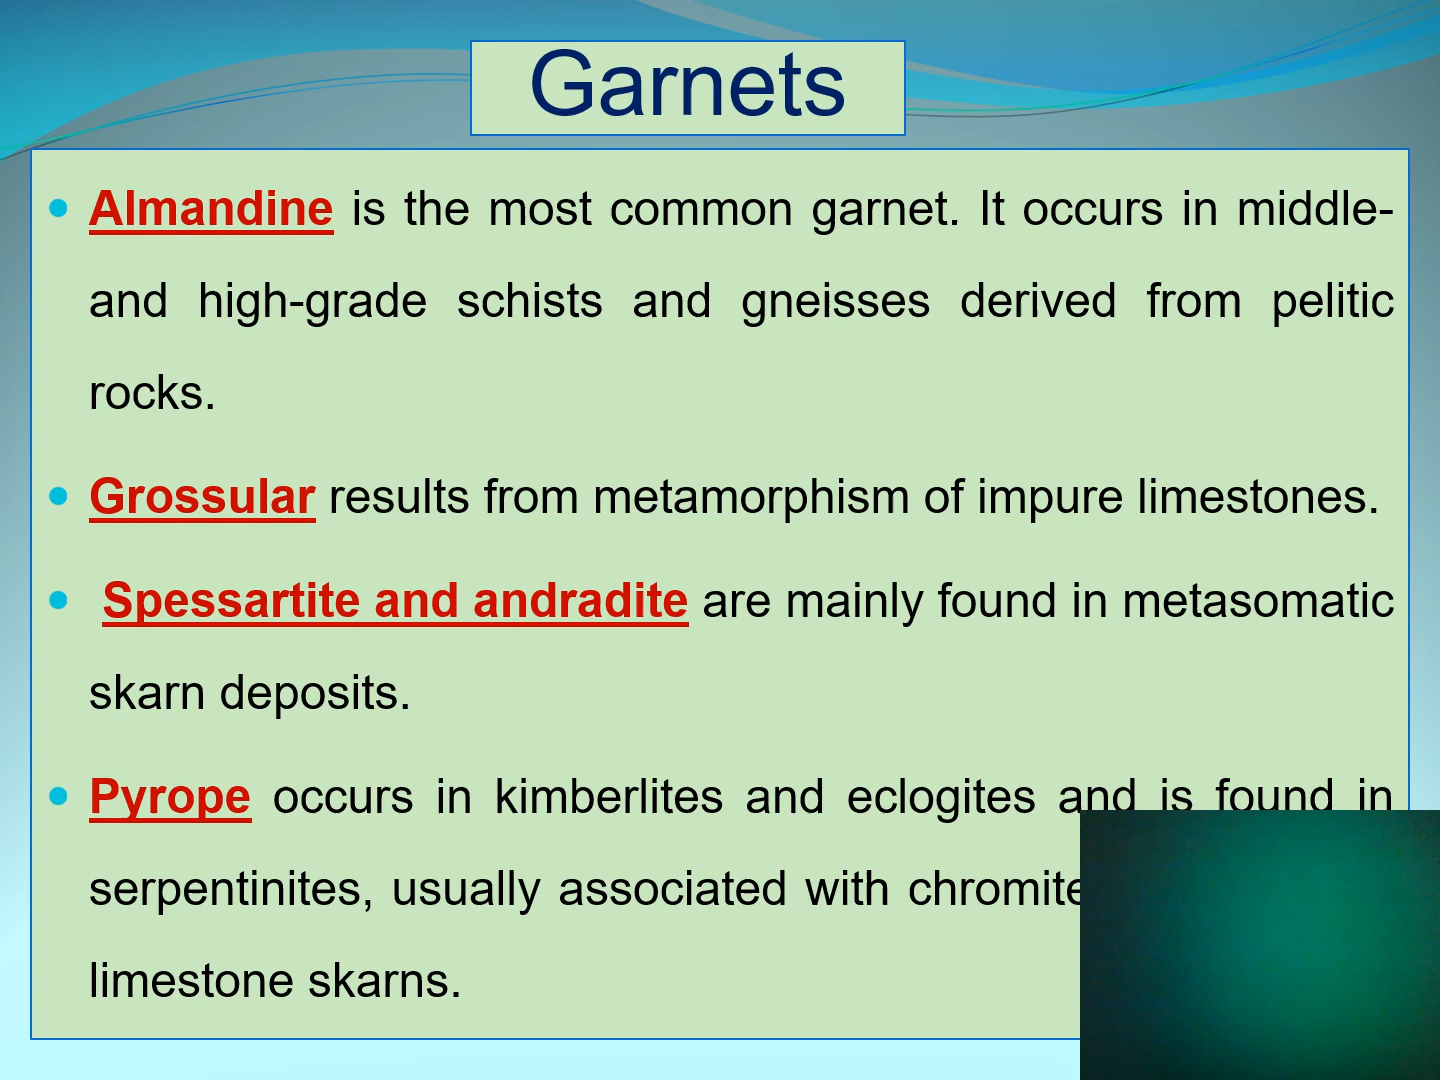 Garnets
Almandine is the most common garnet. It occurs in middle-
and high-grade schists and gneisses derived from pelitic
rocks.
Grossular results from metamorphism of impure limestones.
Spessartite and andradite are mainly found in metasomatic
skarn deposits.
Pyrope occurs in kimberlites and eclogites and is found in
serpentinites, usually associated with chromite
limestone skarns.